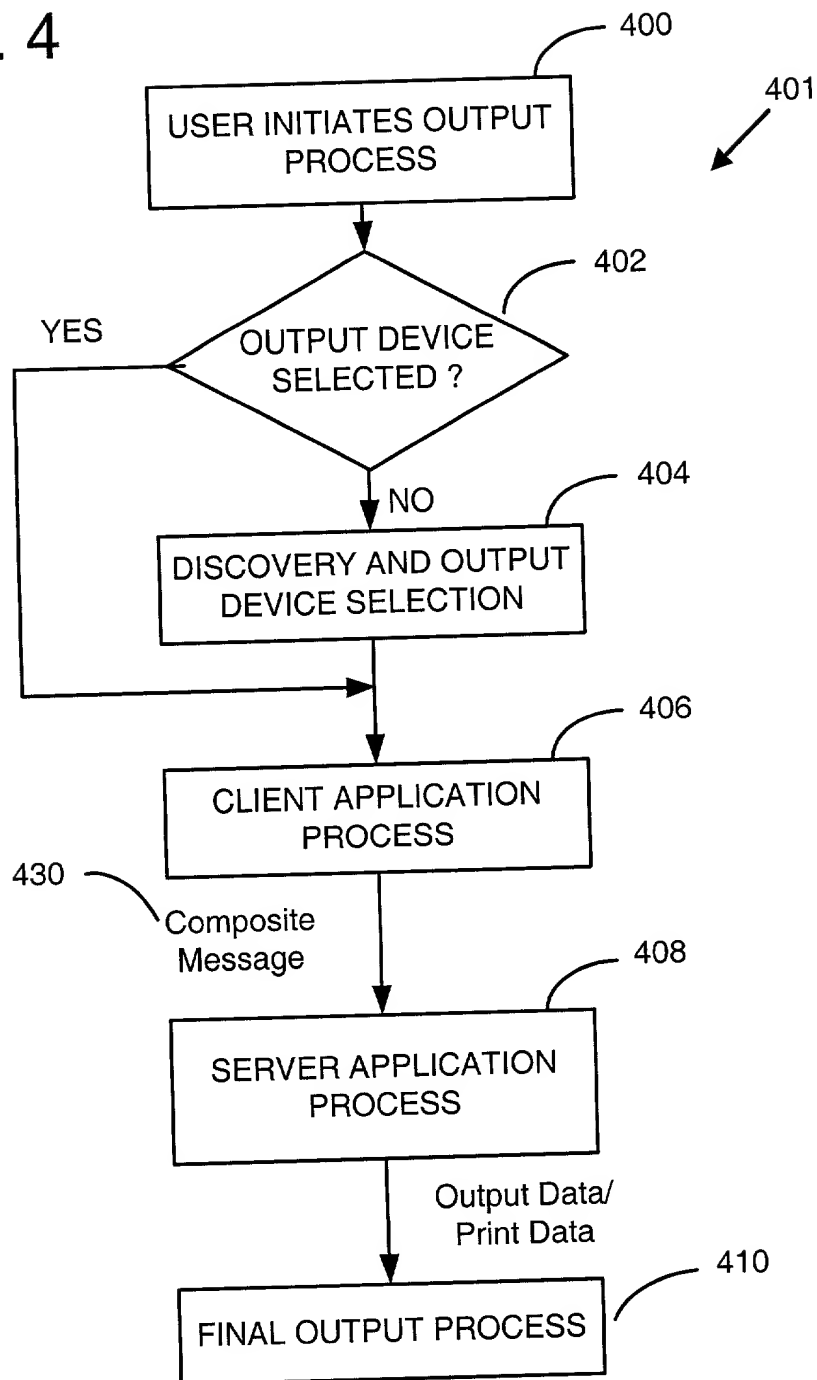 . 4
400
401
USER INITIATES OUTPUT
PROCESS
402
YES
OUTPUT DEVICE
SELECTED ?
404
NO
DISCOVERY AND OUTPUT
DEVICE SELECTION
406
CLIENT APPLICATION
PROCESS
430
Composite
Message
408
SERVER APPLICATION
PROCESS
Output Data/
Print Data
410
FINAL OUTPUT PROCESS